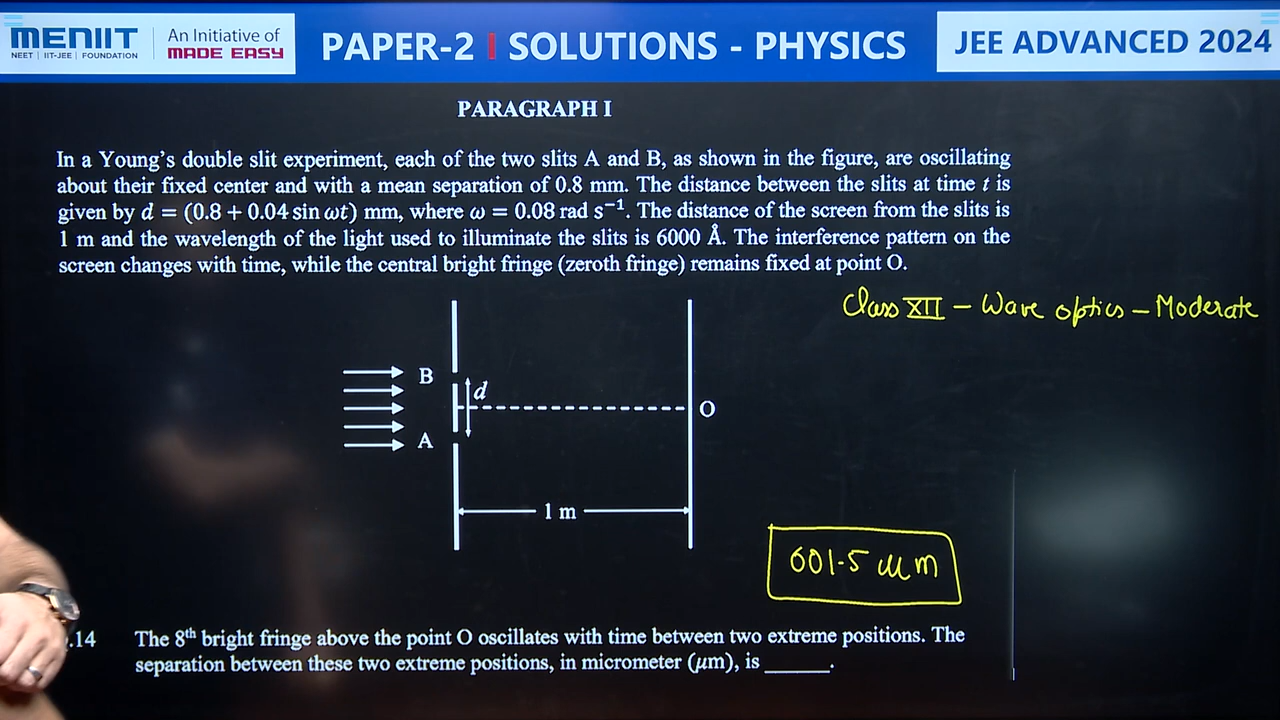 MENIIT
NEET | IIT-JEE | FOUNDATION
An Initiative of
MADE EASY
PAPER-2 I SOLUTIONS - PHYSICS
JEE ADVANCED 2024
PARAGRAPH I
In a Young's double slit experiment, each of the two slits A and B, as shown in the figure, are oscillating
about their fixed center and with a mean separation of 0.8 mm. The distance between the slits at time t is
given by d = (0.8 + 0.04 sin ωt) mm, where ω = 0.08 rad s⁻¹. The distance of the screen from the slits is
1 m and the wavelength of the light used to illuminate the slits is 6000 Å. The interference pattern on the
screen changes with time, while the central bright fringe (zeroth fringe) remains fixed at point O.
Class XII - Wave optics - Moderate
B
d
O
A
1 m
601.5 μm
.14 The 8th bright fringe above the point O oscillates with time between two extreme positions. The
separation between these two extreme positions, in micrometer (μm), is ______.